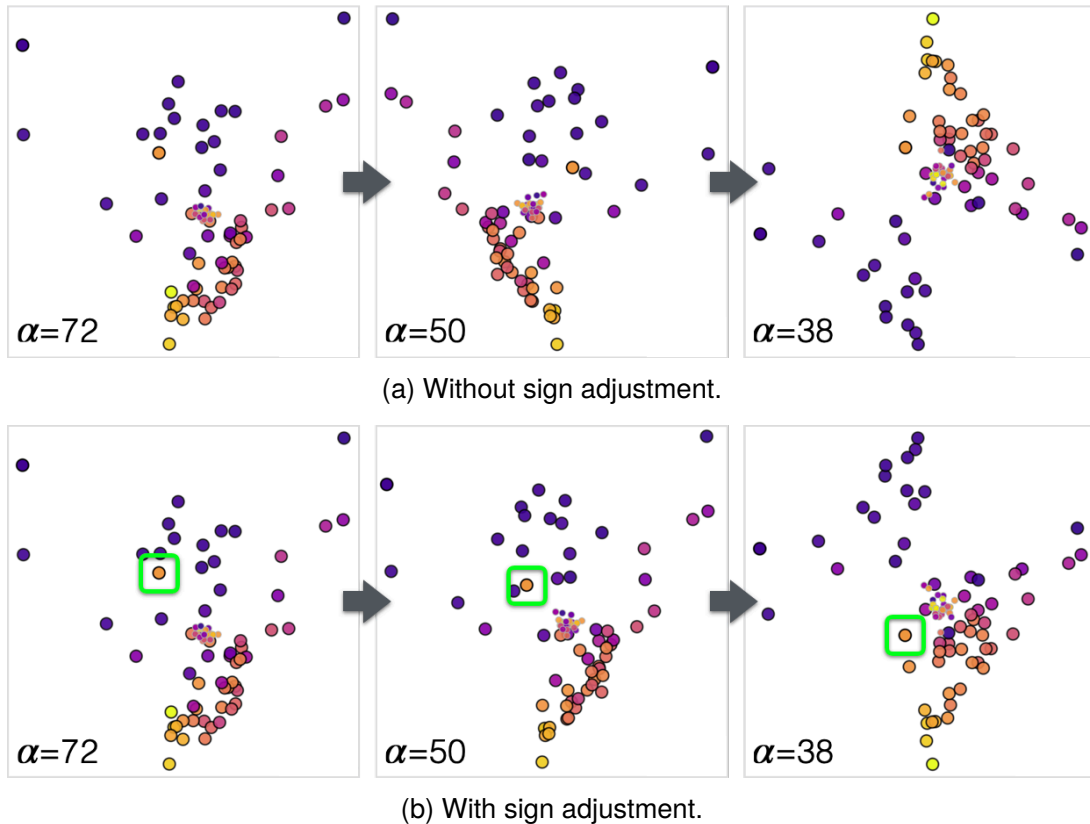 α=72
α=50
α=38
(a) Without sign adjustment.
α=72
α=50
α=38
(b) With sign adjustment.